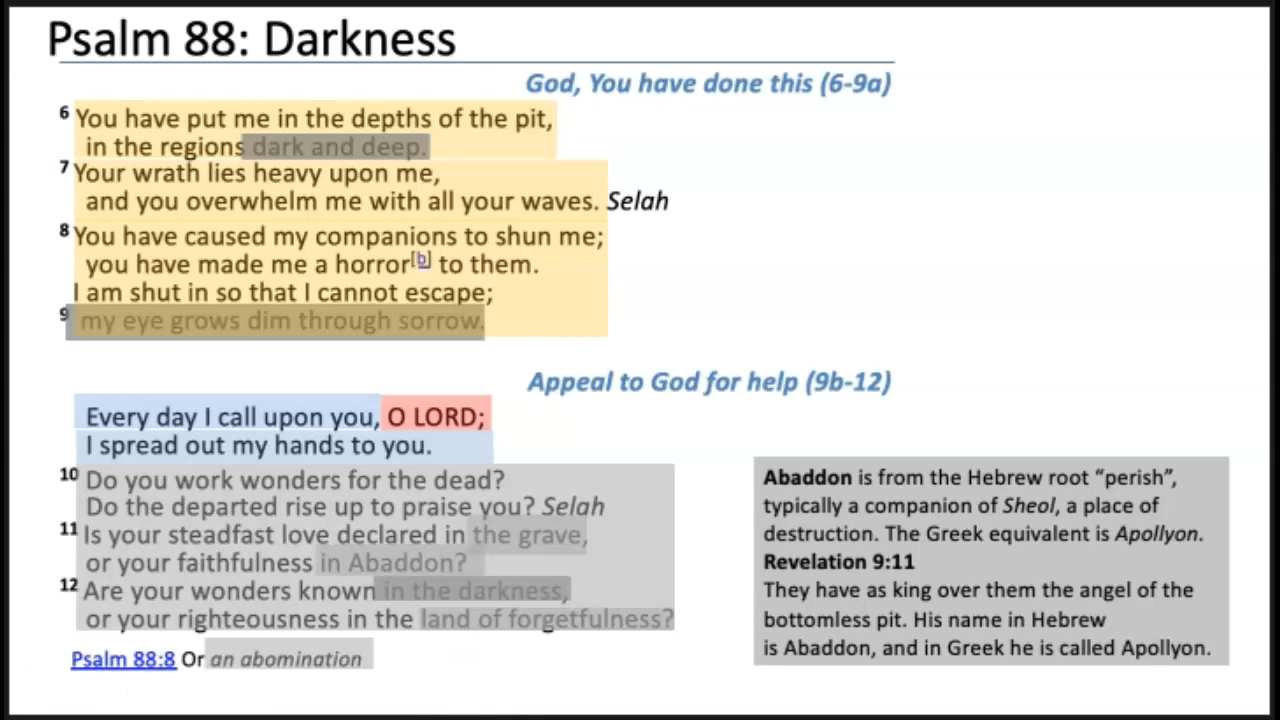 Psalm 88: Darkness
God, You have done this (6-9a)
6 You have put me in the depths of the pit,
in the regions dark and deep.
7 Your wrath lies heavy upon me,
and you overwhelm me with all your waves. Selah
8 You have caused my companions to shun me;
you have made me a horror[b] to them.
I am shut in so that I cannot escape;
9 my eye grows dim through sorrow.
Appeal to God for help (9b-12)
Every day I call upon you, O LORD;
I spread out my hands to you.
10 Do you work wonders for the dead?
Do the departed rise up to praise you? Selah
11 Is your steadfast love declared in the grave,
or your faithfulness in Abaddon?
12 Are your wonders known in the darkness,
or your righteousness in the land of forgetfulness?
Psalm 88:8 Or an abomination
Abaddon is from the Hebrew root “perish”,
typically a companion of Sheol, a place of
destruction. The Greek equivalent is Apollyon.
Revelation 9:11
They have as king over them the angel of the
bottomless pit. His name in Hebrew
is Abaddon, and in Greek he is called Apollyon.